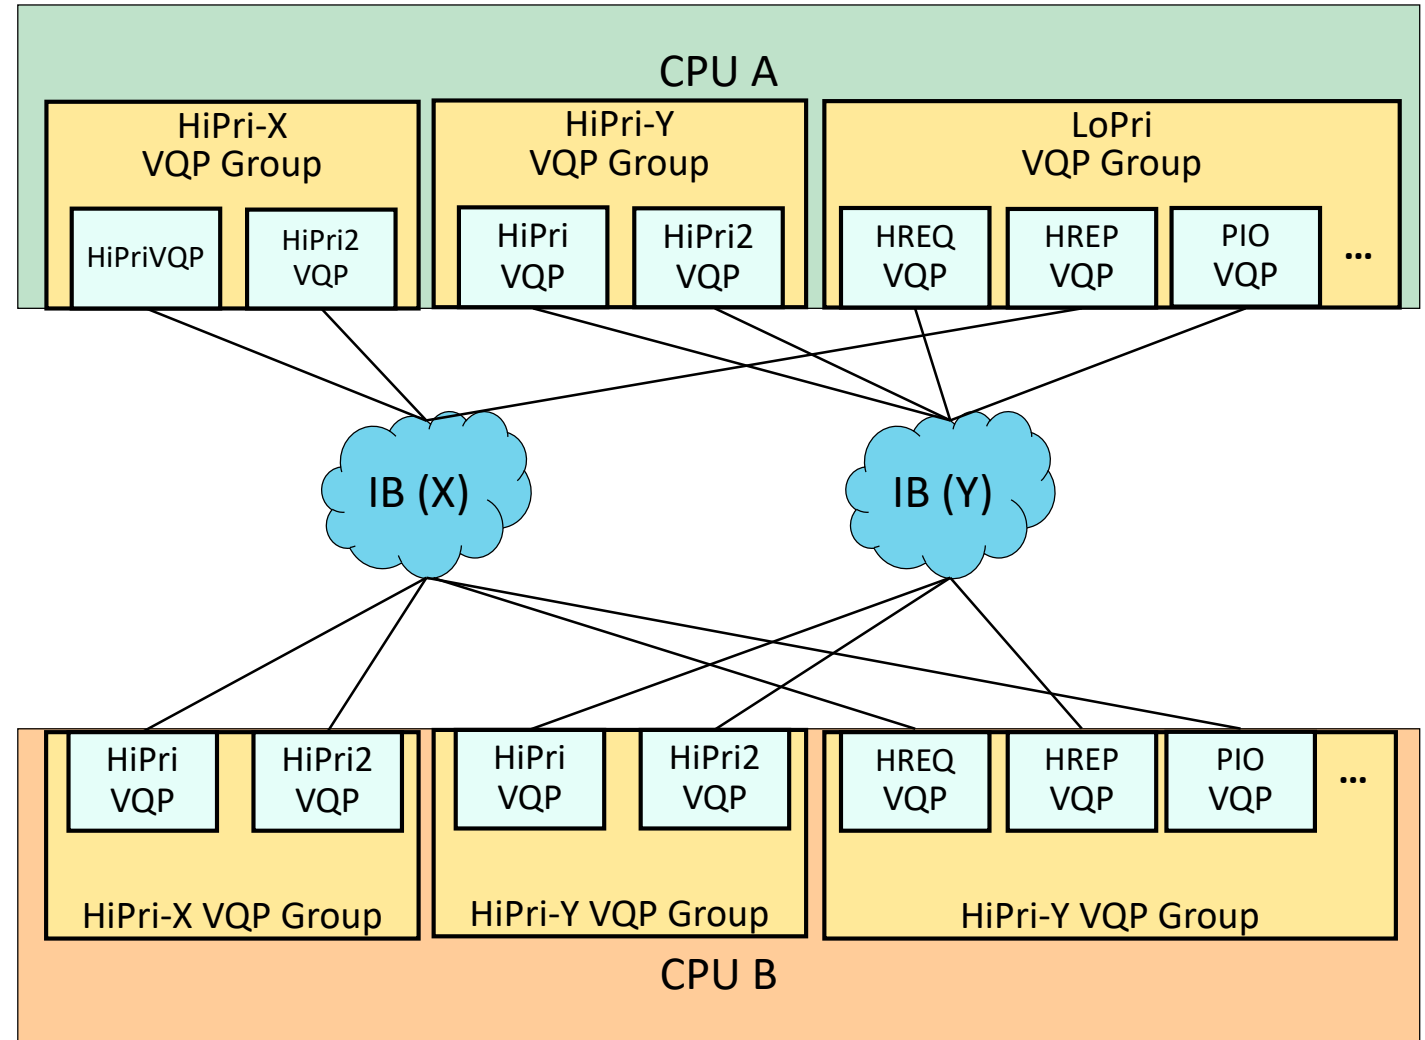 CPU A
HiPri-X
VQP Group
HiPri-Y
VQP Group
LoPri
VQP Group
HiPriVQP
HiPri2
VQP
HiPri
VQP
HiPri2
VQP
HREQ
VQP
HREP
VQP
PIO
VQP
...
IB (X)
IB (Y)
HiPri
VQP
HiPri2
VQP
HiPri
VQP
HiPri2
VQP
HREQ
VQP
HREP
VQP
PIO
VQP
...
HiPri-X VQP Group
HiPri-Y VQP Group
HiPri-Y VQP Group
CPU B